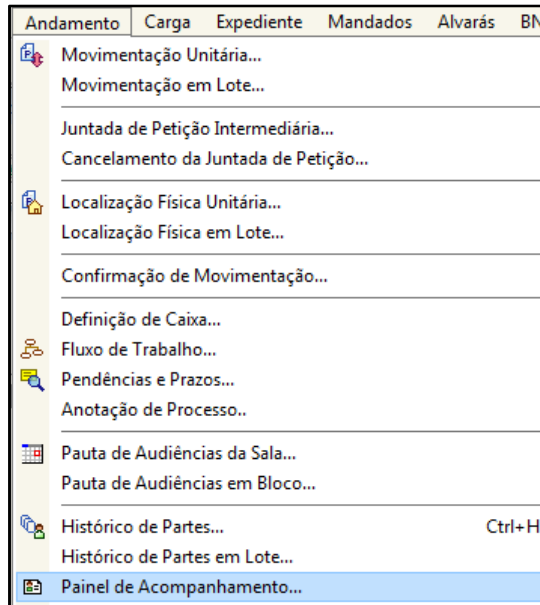 Andamento Carga Expediente Mandados Alvarás BN
Movimentação Unitária...
Movimentação em Lote...
Juntada de Petição Intermediária...
Cancelamento da Juntada de Petição...
Localização Física Unitária...
Localização Física em Lote...
Confirmação de Movimentação...
Definição de Caixa...
Fluxo de Trabalho...
Pendências e Prazos...
Anotação de Processo..
Pauta de Audiências da Sala...
Pauta de Audiências em Bloco...
Histórico de Partes... Ctrl+H
Histórico de Partes em Lote...
Painel de Acompanhamento...